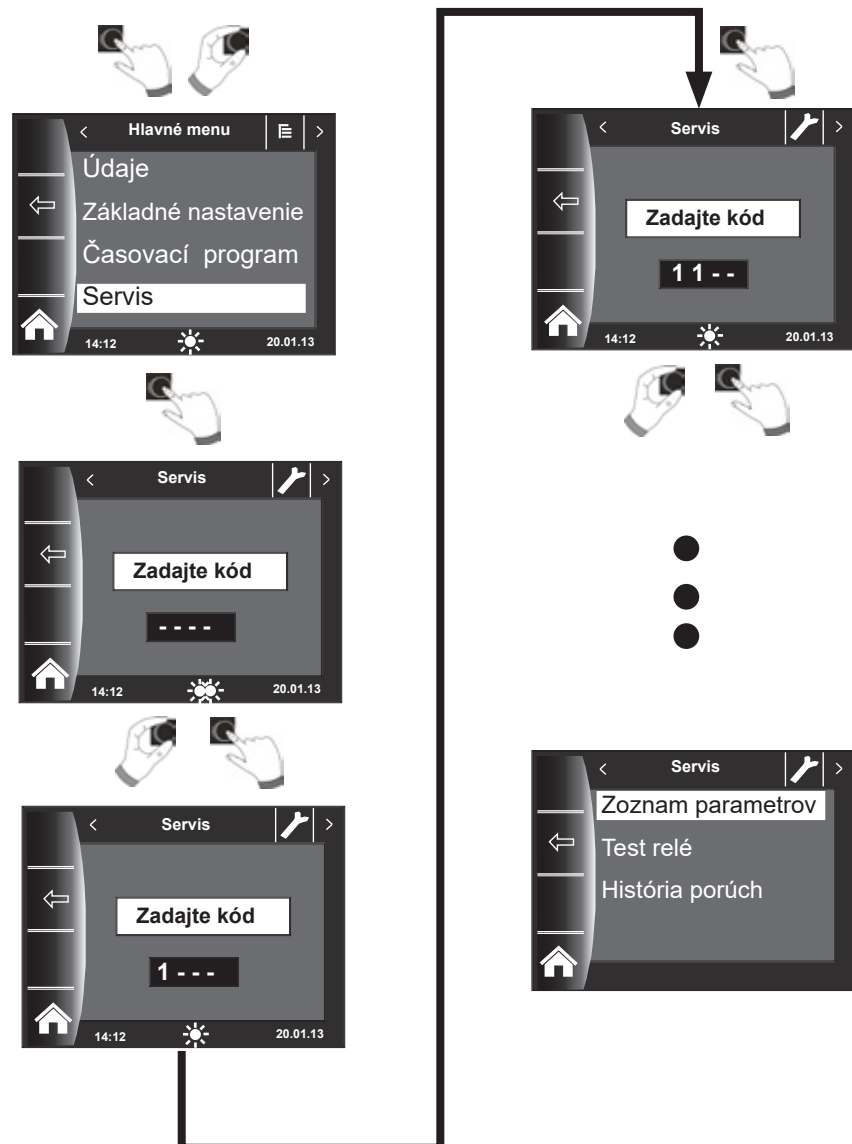 Hlavné menu
Údaje
Základné nastavenie
Časovací program
Servis
14:12 20.01.13
Servis
Zadajte kód
- - - -
14:12 20.01.13
Servis
Zadajte kód
1 - - -
14:12 20.01.13
Servis
Zadajte kód
1 1 - -
14:12 20.01.13
Servis
Zoznam parametrov
Test relé
História porúch